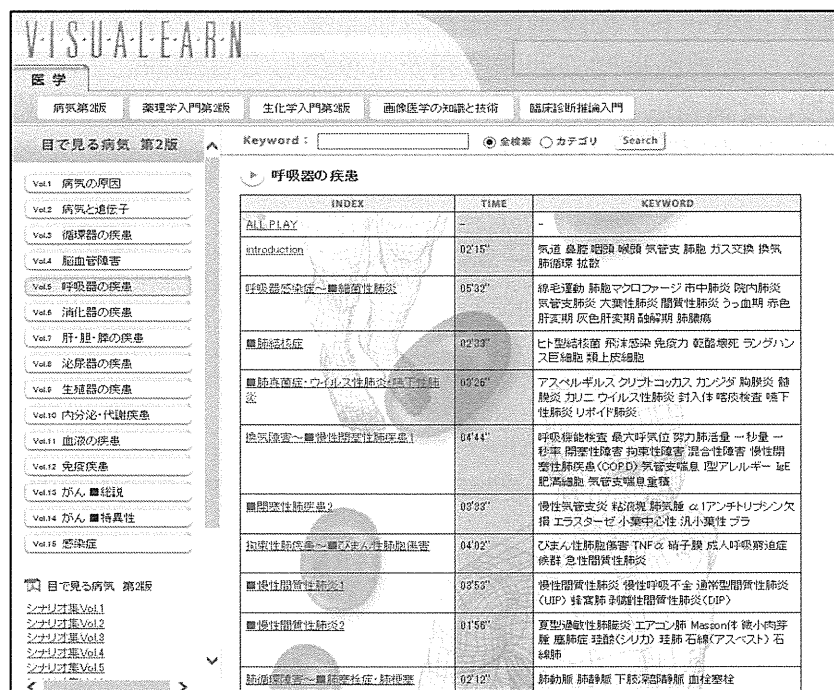 V·I·S·U·A·L·E·A·R·N
医 学
病気第2版 薬理学入門第2版 生化学入門第2版 画像医学の知識と技術 臨床診断推論入門
目で見る病気 第2版
Keyword : 全検索 カテゴリ Search
Vol.1 病気の原因
Vol.2 病気と遺伝子
Vol.3 循環器の疾患
Vol.4 脳血管障害
Vol.5 呼吸器の疾患
Vol.6 消化器の疾患
Vol.7 肝・胆・膵の疾患
Vol.8 泌尿器の疾患
Vol.9 生殖器の疾患
Vol.10 内分泌・代謝疾患
Vol.11 血液の疾患
Vol.12 免疫疾患
Vol.13 がん ■総説
Vol.14 がん ■特異性
Vol.15 感染症
目で見る病気 第2版
シナリオ集Vol.1
シナリオ集Vol.2
シナリオ集Vol.3
シナリオ集Vol.4
シナリオ集Vol.5
呼吸器の疾患
INDEX TIME KEYWORD
ALL PLAY - -
introduction 02'15" 気道 鼻腔 咽頭 喉頭 気管支 肺胞 ガス交換 換気
肺循環 拡散
呼吸器感染症～■細菌性肺炎 05'32" 線毛運動 肺胞マクロファージ 市中肺炎 院内肺炎
気管支肺炎 大葉性肺炎 間質性肺炎 うっ血期 赤色
肝変期 灰色肝変期 融解期 肺膿瘍
■肺結核症 02'33" ヒト型結核菌 飛沫感染 免疫力 乾酪壊死 ラングハン
ス巨細胞 類上皮細胞
■肺真菌症・ウイルス性肺炎・嚥下性肺 03'26" アスペルギルス クリプトコッカス カンジダ 胸膜炎 髄
炎 膜炎 カリニ ウイルス性肺炎 封入体 喀痰検査 嚥下
性肺炎 リポイド肺炎
換気障害～■慢性閉塞性肺疾患1 04'44" 呼吸機能検査 最大呼気位 努力肺活量 一秒量 一
秒率 閉塞性障害 拘束性障害 混合性障害 慢性閉
塞性肺疾患(COPD) 気管支喘息 I型アレルギー IgE
肥満細胞 気管支喘息重積
■閉塞性肺疾患2 03'33" 慢性気管支炎 粘液塊 肺気腫 α1アンチトリプシン欠
損 エラスターゼ 小葉中心性 汎小葉性 ブラ
拘束性肺疾患～■びまん性肺胞傷害 04'02" びまん性肺胞傷害 TNFα 硝子膜 成人呼吸窮迫症
候群 急性間質性肺炎
■慢性間質性肺炎1 03'53" 慢性間質性肺炎 慢性呼吸不全 通常型間質性肺炎
(UIP) 蜂窩肺 剥離性間質性肺炎(DIP)
■慢性間質性肺炎2 01'56" 夏型過敏性肺臓炎 エアコン肺 Masson体 微小肉芽
腫 塵肺症 珪酸(シリカ) 珪肺 石綿(アスベスト) 石
綿肺
肺循環障害～■肺塞栓症・肺梗塞 02'12" 肺動脈 肺静脈 下肢深部静脈 血栓塞栓